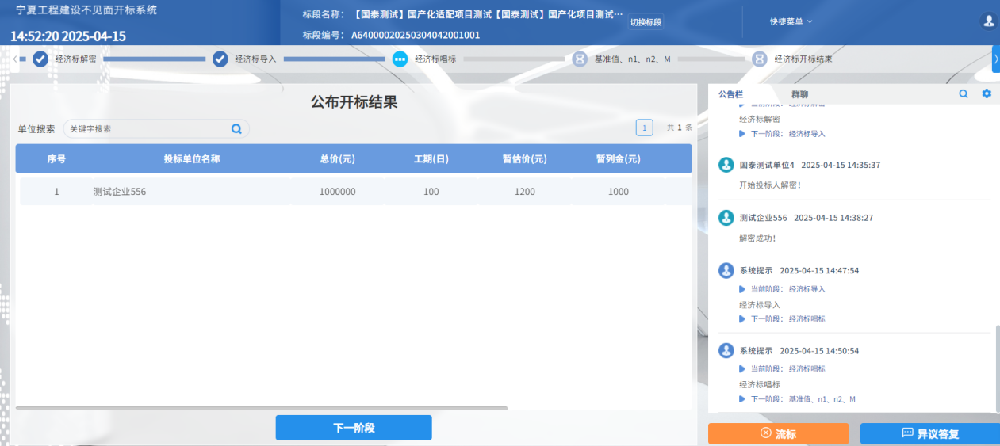 宁夏工程建设不见面开标系统
14:52:20 2025-04-15
标段名称： 【国泰测试】国产化适配项目测试【国泰测试】国产化项目测试…
标段编号： A64000020250304042001001
切换标段
快捷菜单
经济标解密
经济标导入
经济标唱标
基准值、n1、n2、M
经济标开标结束
公布开标结果
单位搜索 关键字搜索
1 共 1 条
序号 投标单位名称 总价(元) 工期(日) 暂估价(元) 暂列金(元)
1 测试企业556 1000000 100 1200 1000
下一阶段
公告栏 群聊
当前阶段： 经济标解密
经济标解密
下一阶段： 经济标导入
国泰测试单位4 2025-04-15 14:35:37
开始投标人解密！
测试企业556 2025-04-15 14:38:27
解密成功！
系统提示 2025-04-15 14:47:54
当前阶段： 经济标导入
经济标导入
下一阶段： 经济标唱标
系统提示 2025-04-15 14:50:54
当前阶段： 经济标唱标
经济标唱标
下一阶段： 基准值、n1、n2、M
流标
异议答复